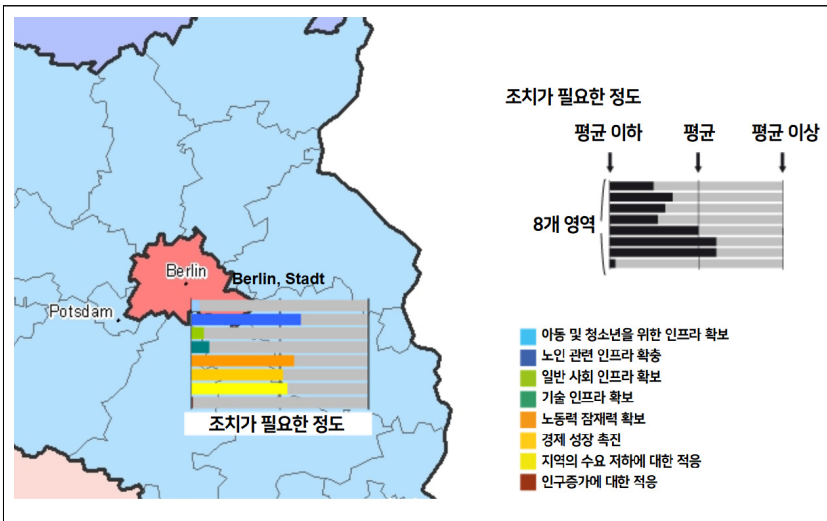 조치가 필요한 정도
평균 이하
평균
평균 이상
8개 영역
Berlin
Berlin, Stadt
Potsdam
조치가 필요한 정도
아동 및 청소년을 위한 인프라 확보
노인 관련 인프라 확충
일반 사회 인프라 확보
기술 인프라 확보
노동력 잠재력 확보
경제 성장 촉진
지역의 수요 저하에 대한 적응
인구증가에 대한 적응